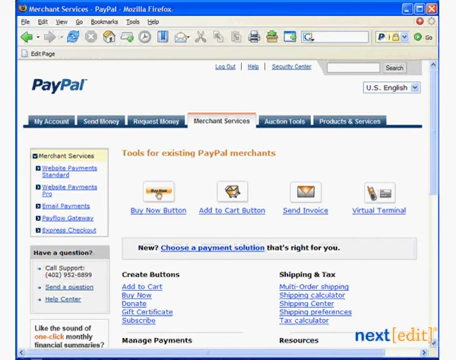 Merchant Services - PayPal - Mozilla Firefox
File Edit View Go Bookmarks Tools Help
Go
Edit Page
Log Out | Help | Security Center
Search
PayPal
U.S. English
My Account Send Money Request Money Merchant Services Auction Tools Products & Services
Merchant Services
Website Payments
Standard
Website Payments
Pro
Email Payments
Payflow Gateway
Express Checkout
Tools for existing PayPal merchants
Buy Now
Buy Now Button Add to Cart Button Send Invoice Virtual Terminal
New? Choose a payment solution that's right for you.
Have a question?
Call Support:
(402) 952-8899
Send a question
Help Center
Create Buttons
Add to Cart
Buy Now
Donate
Gift Certificate
Subscribe
Manage Payments
Shipping & Tax
Multi-Order shipping
Shipping calculator
Shipping Center
Shipping preferences
Tax calculator
Resources
Like the sound of
one-click monthly
financial summaries?
next[edit]